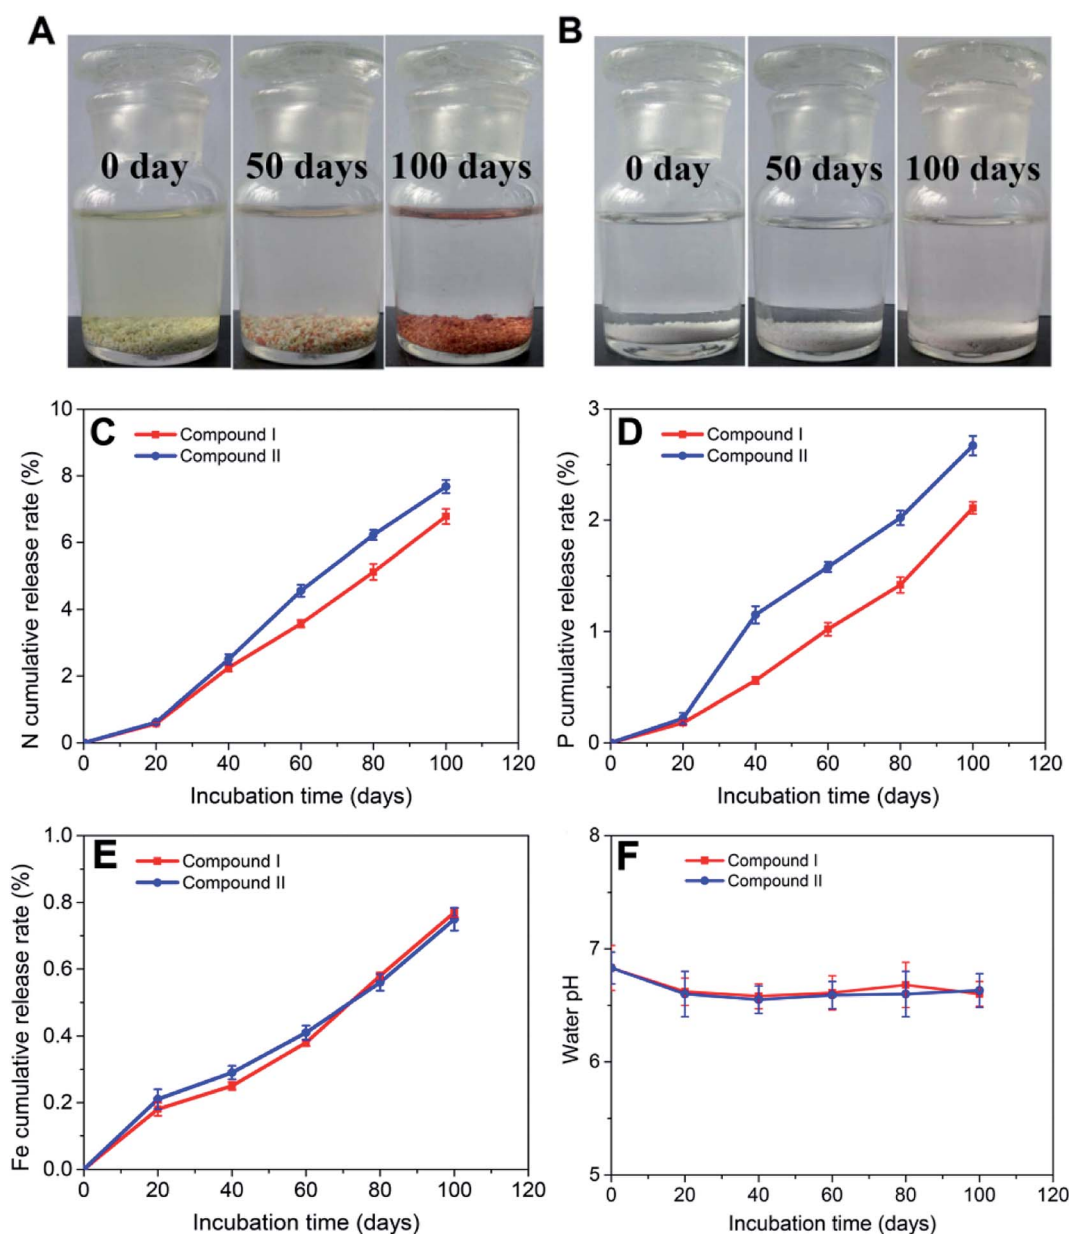 A
B
0 day
50 days
100 days
0 day
50 days
100 days
C
Compound I
Compound II
N cumulative release rate (%)
10
8
6
4
2
0
0 20 40 60 80 100 120
Incubation time (days)
D
Compound I
Compound II
P cumulative release rate (%)
3
2
1
0
0 20 40 60 80 100 120
Incubation time (days)
E
Compound I
Compound II
Fe cumulative release rate (%)
1.0
0.8
0.6
0.4
0.2
0.0
0 20 40 60 80 100 120
Incubation time (days)
F
Compound I
Compound II
Water pH
8
7
6
5
0 20 40 60 80 100 120
Incubation time (days)